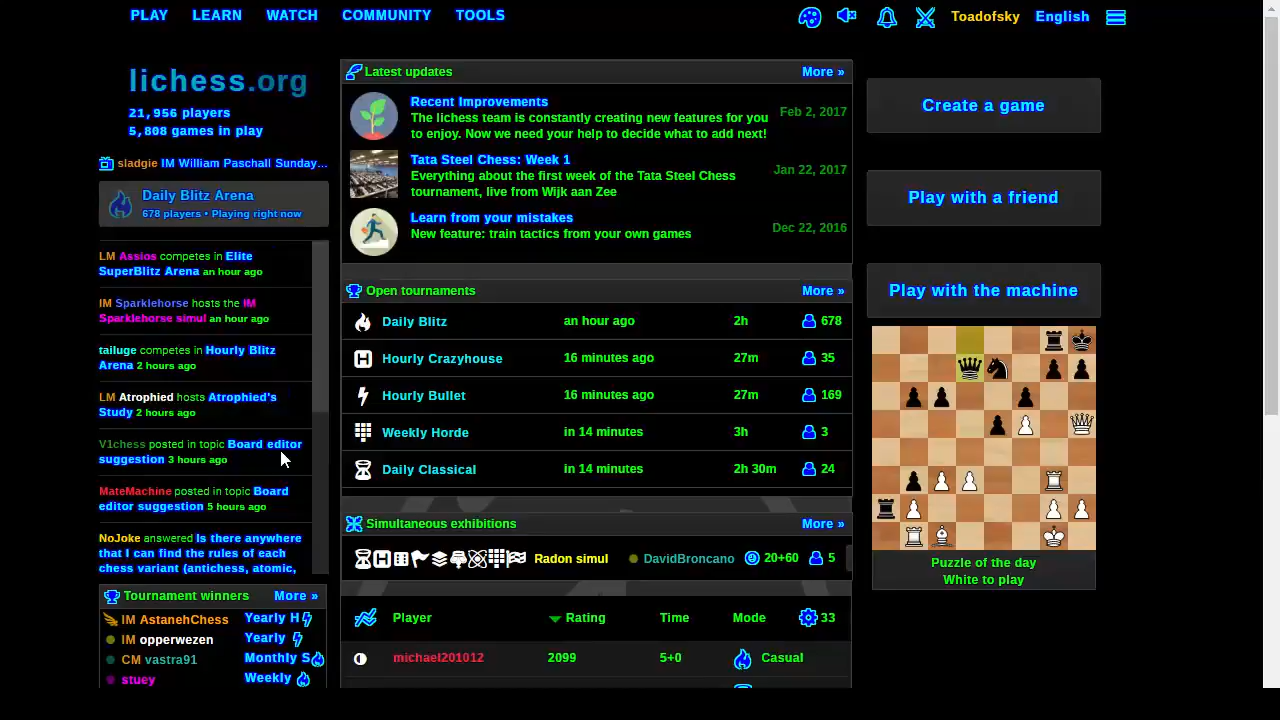 PLAY LEARN WATCH COMMUNITY TOOLS
Toadofsky English
lichess.org
21,956 players
5,808 games in play
sladgie IM William Paschall Sunday...
Daily Blitz Arena
678 players • Playing right now
LM Assios competes in Elite
SuperBlitz Arena an hour ago
IM Sparklehorse hosts the IM
Sparklehorse simul an hour ago
tailuge competes in Hourly Blitz
Arena 2 hours ago
LM Atrophied hosts Atrophied's
Study 2 hours ago
V1chess posted in topic Board editor
suggestion 3 hours ago
MateMachine posted in topic Board
editor suggestion 5 hours ago
NoJoke answered Is there anywhere
that I can find the rules of each
chess variant (antichess, atomic,
Tournament winners More »
IM AstanehChess Yearly H
IM opperwezen Yearly
CM vastra91 Monthly S
stuey Weekly
Latest updates More »
Recent Improvements
The lichess team is constantly creating new features for you Feb 2, 2017
to enjoy. Now we need your help to decide what to add next!
Tata Steel Chess: Week 1
Everything about the first week of the Tata Steel Chess Jan 22, 2017
tournament, live from Wijk aan Zee
Learn from your mistakes
New feature: train tactics from your own games Dec 22, 2016
Open tournaments More »
Daily Blitz an hour ago 2h 678
Hourly Crazyhouse 16 minutes ago 27m 35
Hourly Bullet 16 minutes ago 27m 169
Weekly Horde in 14 minutes 3h 3
Daily Classical in 14 minutes 2h 30m 24
Simultaneous exhibitions More »
Radon simul DavidBroncano 20+60 5
Player Rating Time Mode 33
michael201012 2099 5+0 Casual
Create a game
Play with a friend
Play with the machine
Puzzle of the day
White to play